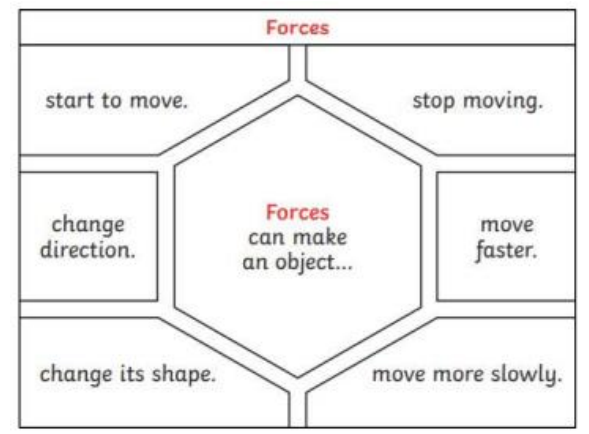 Forces
start to move.
stop moving.
change
direction.
Forces
can make
an object...
move
faster.
change its shape.
move more slowly.